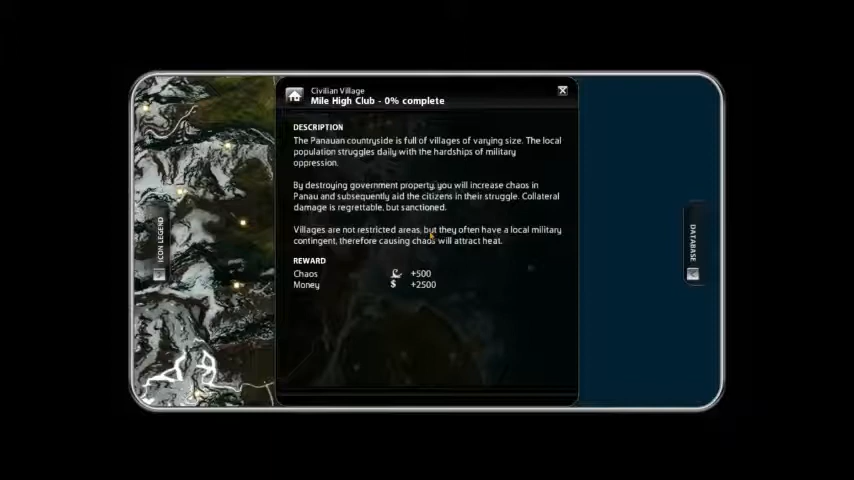 Civilian Village
Mile High Club - 0% complete
DESCRIPTION
The Panauan countryside is full of villages of varying size. The local
population struggles daily with the hardships of military
oppression.
By destroying government property, you will increase chaos in
Panau and subsequently aid the citizens in their struggle. Collateral
damage is regrettable, but sanctioned.
Villages are not restricted areas, but they often have a local military
contingent, therefore causing chaos will attract heat.
REWARD
Chaos +500
Money $ +2500
ICON LEGEND
DATABASE